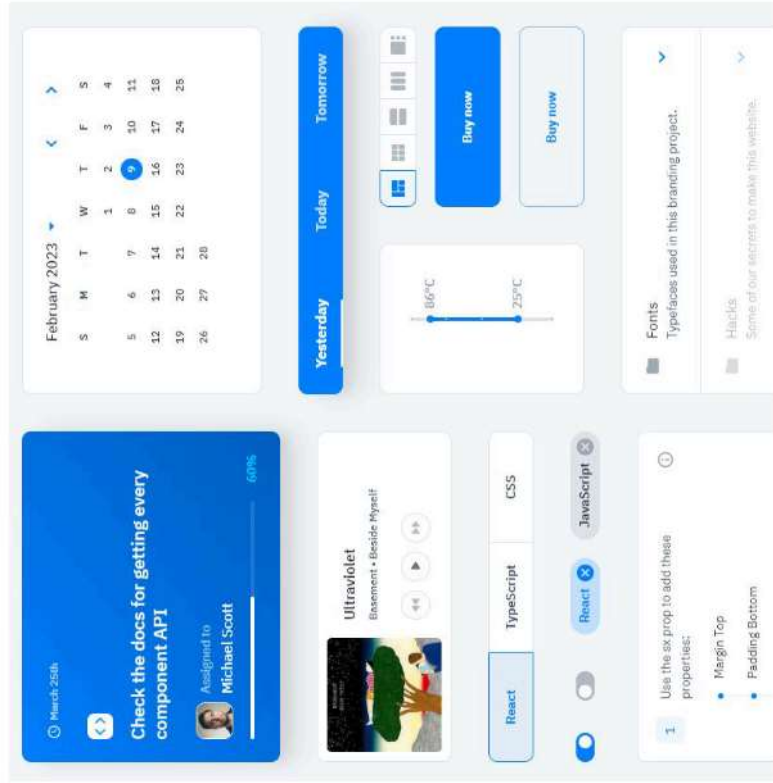 March 25th
Check the docs for getting every
component API
Assigned to
Michael Scott
60%
Ultraviolet
Basement • Beside Myself
React
TypeScript
CSS
React
JavaScript
1
Use the sx prop to add these
properties:
• Margin Top
• Padding Bottom
February 2023
S M T W T F S
1 2 3 4
5 6 7 8 9 10 11
12 13 14 15 16 17 18
19 20 21 22 23 24 25
26 27 28
Yesterday
Today
Tomorrow
86°C
25°C
Buy now
Buy now
Fonts
Typefaces used in this branding project.
Hacks
Some of our secrets to make this website.